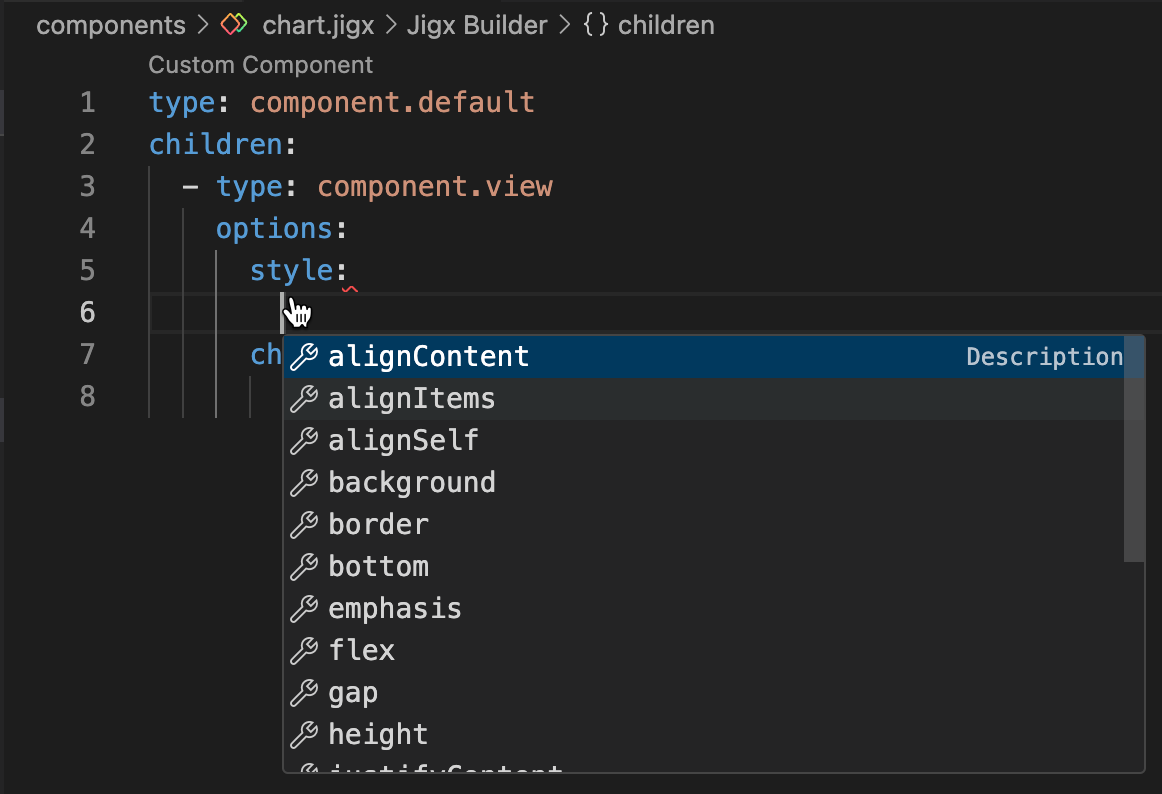 components > chart.jigx > Jigx Builder > {} children
Custom Component
1 type: component.default
2 children:
3 - type: component.view
4 options:
5 style:
6
7 ch
8
alignContent Description
alignItems
alignSelf
background
border
bottom
emphasis
flex
gap
height
justifyContent